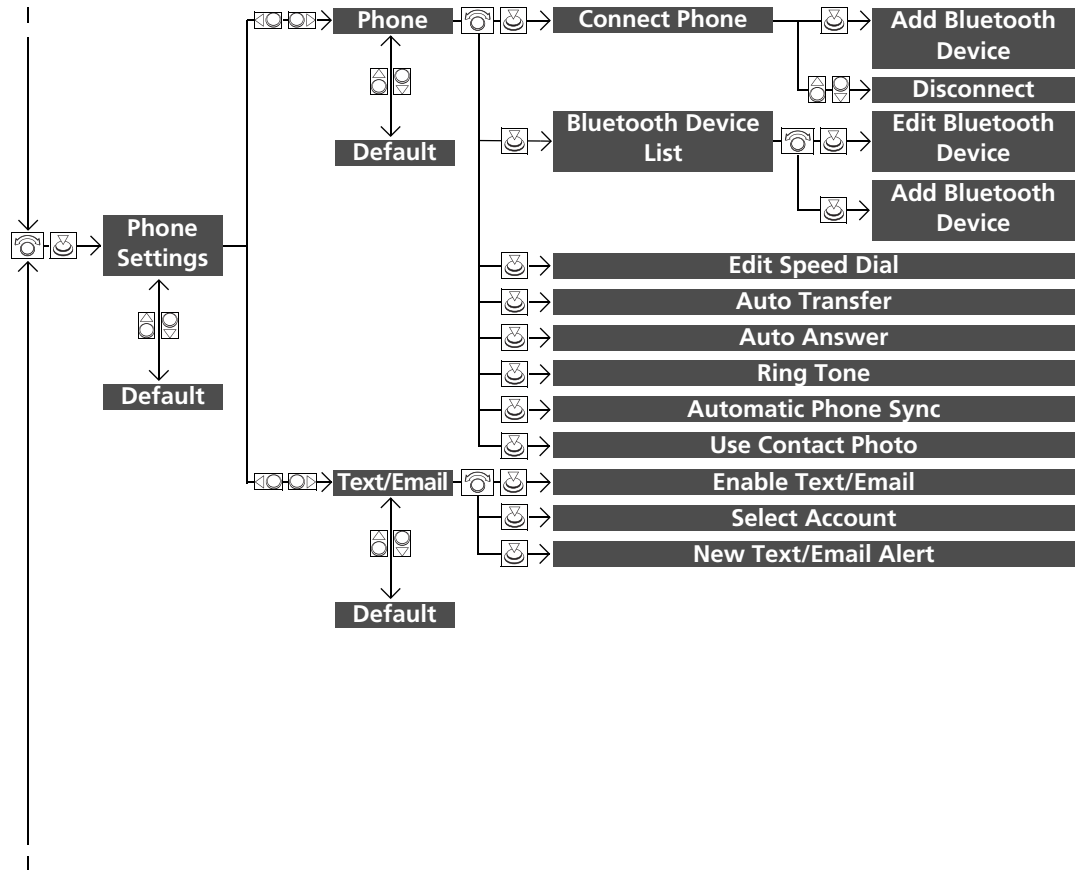 Phone
Connect Phone
Add Bluetooth
Device
Disconnect
Default
Bluetooth Device
List
Edit Bluetooth
Device
Add Bluetooth
Device
Phone
Settings
Default
Edit Speed Dial
Auto Transfer
Auto Answer
Ring Tone
Automatic Phone Sync
Use Contact Photo
Text/Email
Enable Text/Email
Select Account
New Text/Email Alert
Default